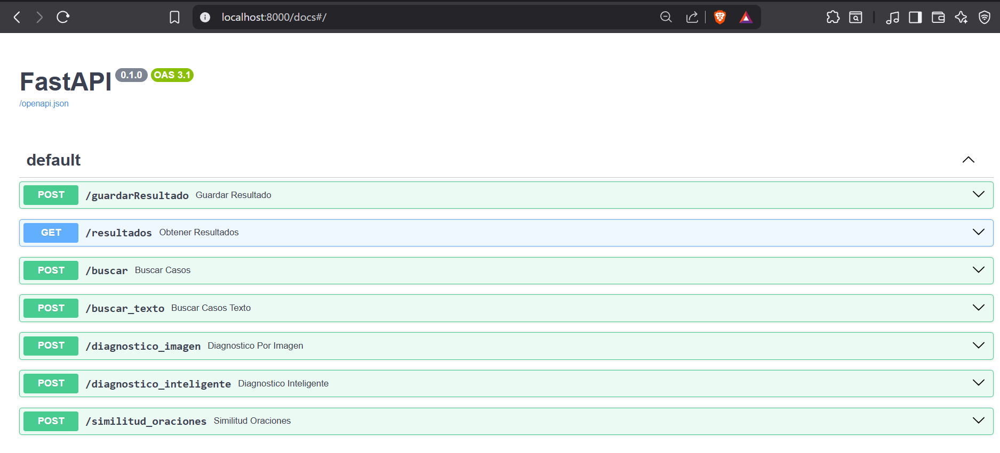 localhost:8000/docs#/
FastAPI 0.1.0 OAS 3.1
/openapi.json
default
POST /guardarResultado Guardar Resultado
GET /resultados Obtener Resultados
POST /buscar Buscar Casos
POST /buscar_texto Buscar Casos Texto
POST /diagnostico_imagen Diagnostico Por Imagen
POST /diagnostico_inteligente Diagnostico Inteligente
POST /similitud_oraciones Similitud Oraciones